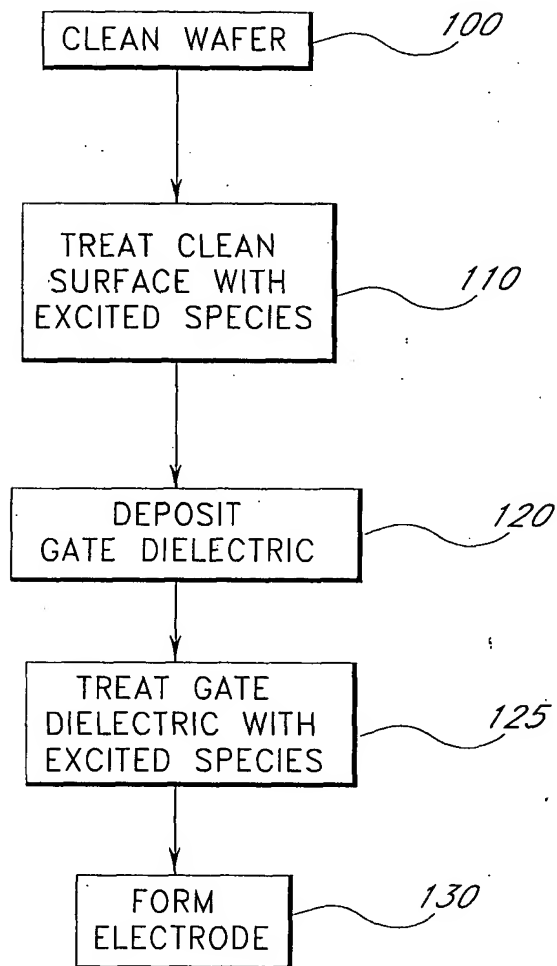 CLEAN WAFER
100
TREAT CLEAN
SURFACE WITH
EXCITED SPECIES
110
DEPOSIT
GATE DIELECTRIC
120
TREAT GATE
DIELECTRIC WITH
EXCITED SPECIES
125
FORM
ELECTRODE
130